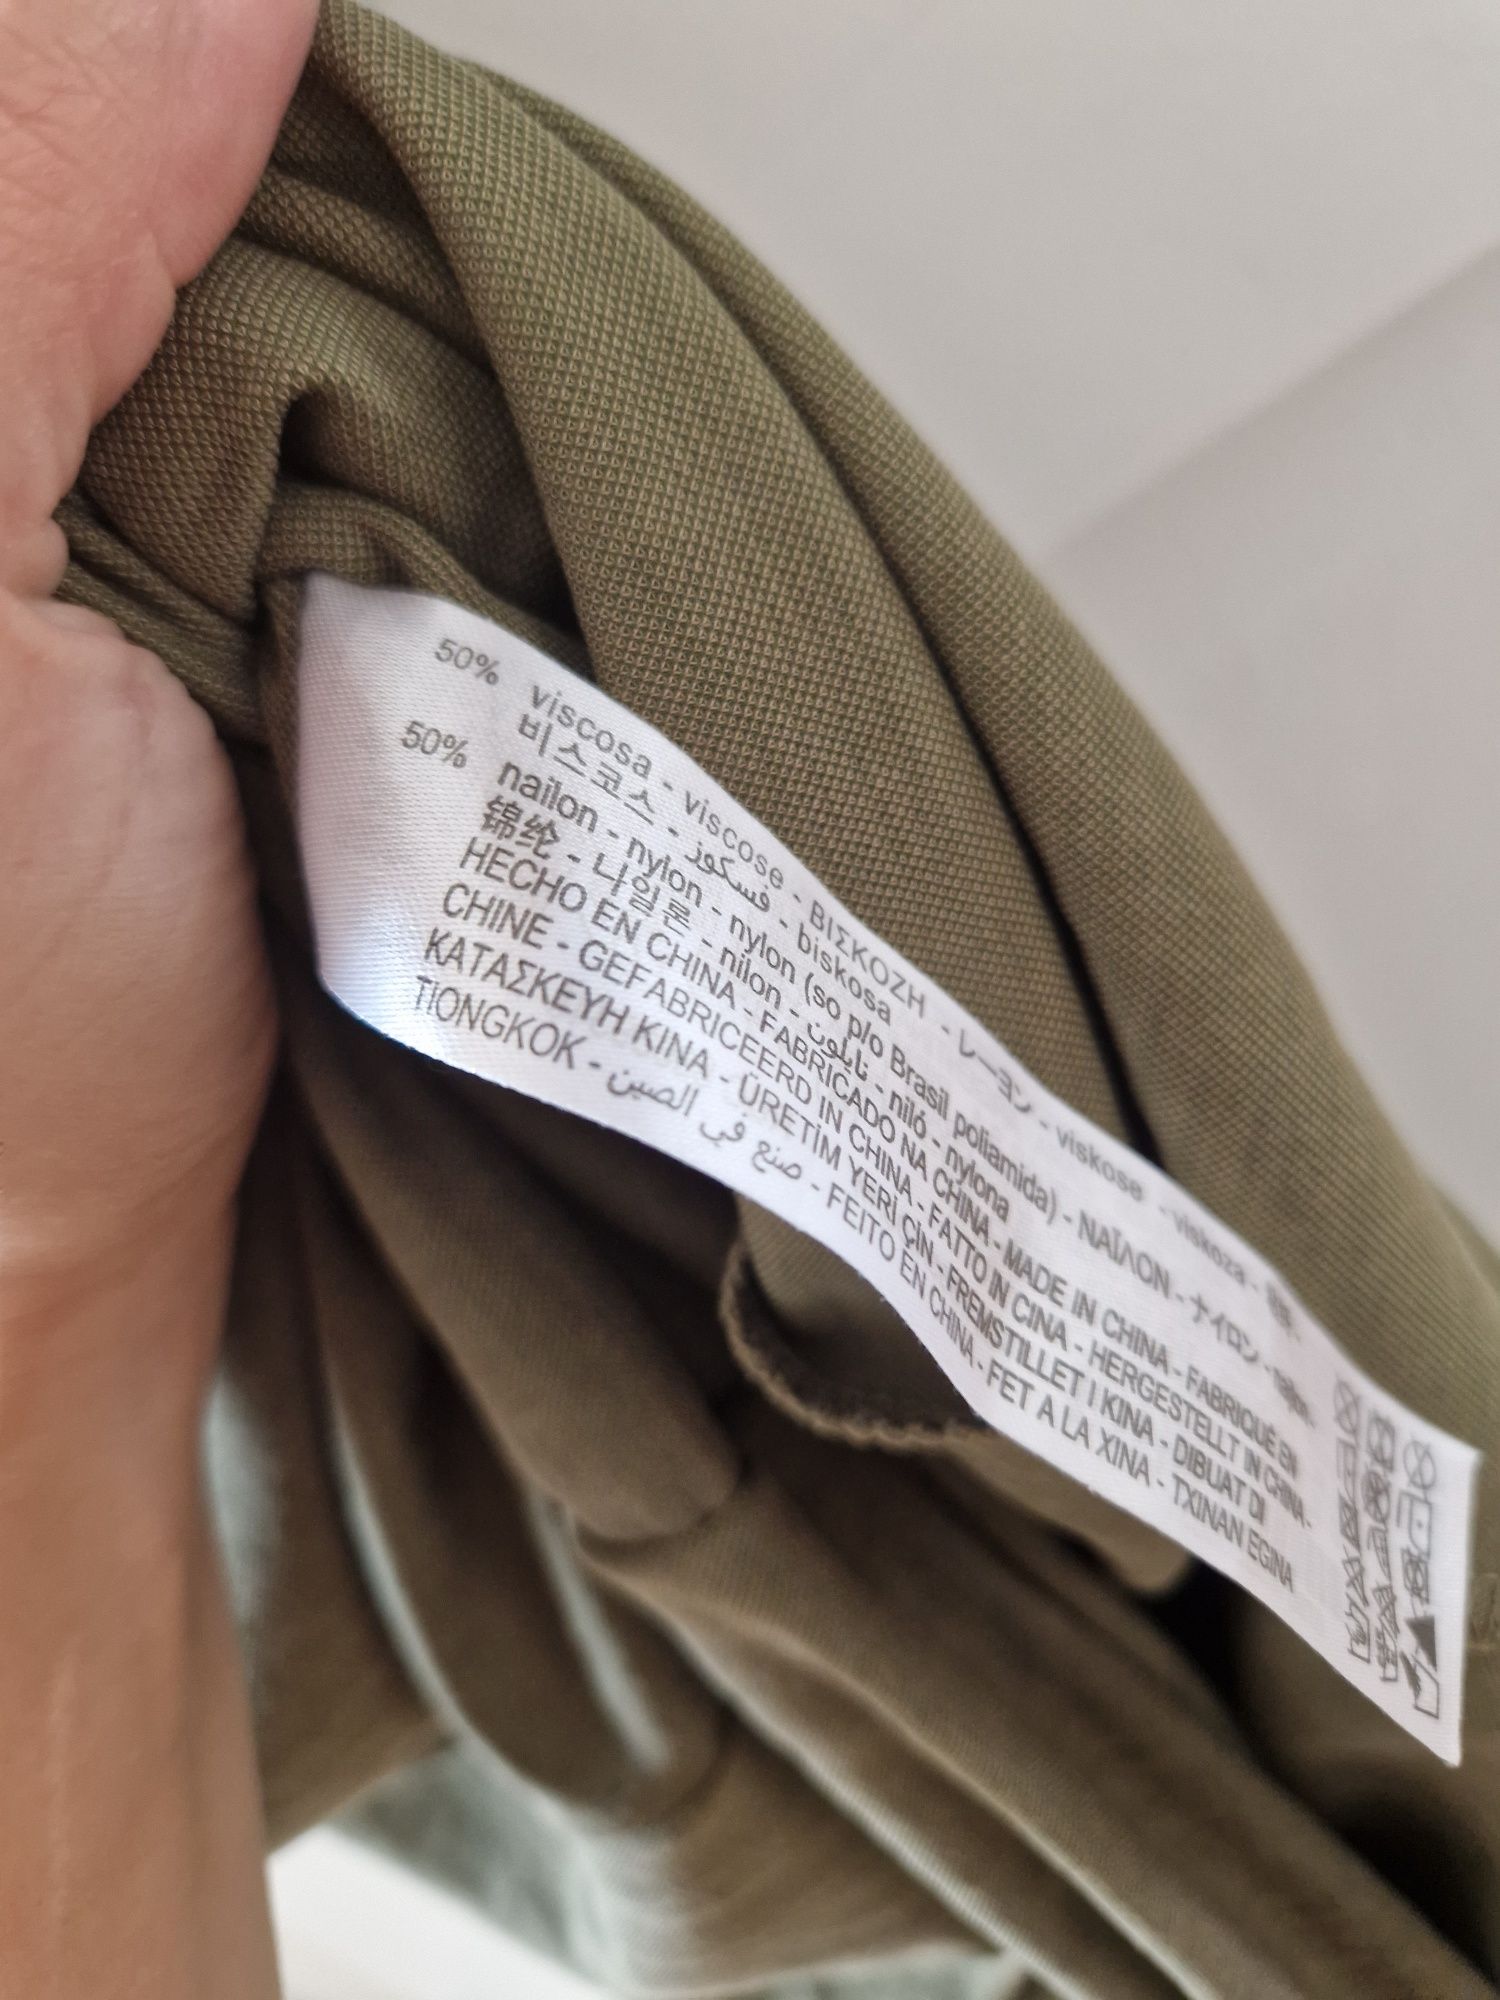 50% viscosa - viscose - ΒΙΣΚΟΖΗ - レーヨン - viskose - viskoza -
비스코스 - فسكوز - biskosa
50% nailon - nylon - nylon (so p/o Brasil poliamida) - ΝΑΪΛΟΝ - ナイロン -
锦纶 - 나일론 - nilon - نايلون - niló - nylona
HECHO EN CHINA - FABRICADO NA CHINA - MADE IN CHINA - FABRIQUÉ EN
CHINE - GEFABRICEERD IN CHINA - FATTO IN CINA - HERGESTELLT IN CHINA -
ΚΑΤΑΣΚΕΥΗ ΚΙΝΑ - ÜRETİM YERİ ÇİN - FREMSTILLET I KINA - DIBUAT DI
TIONGKOK - صنع في الصين - FEITO EN CHINA - FET A LA XINA - TXINAN EGINA